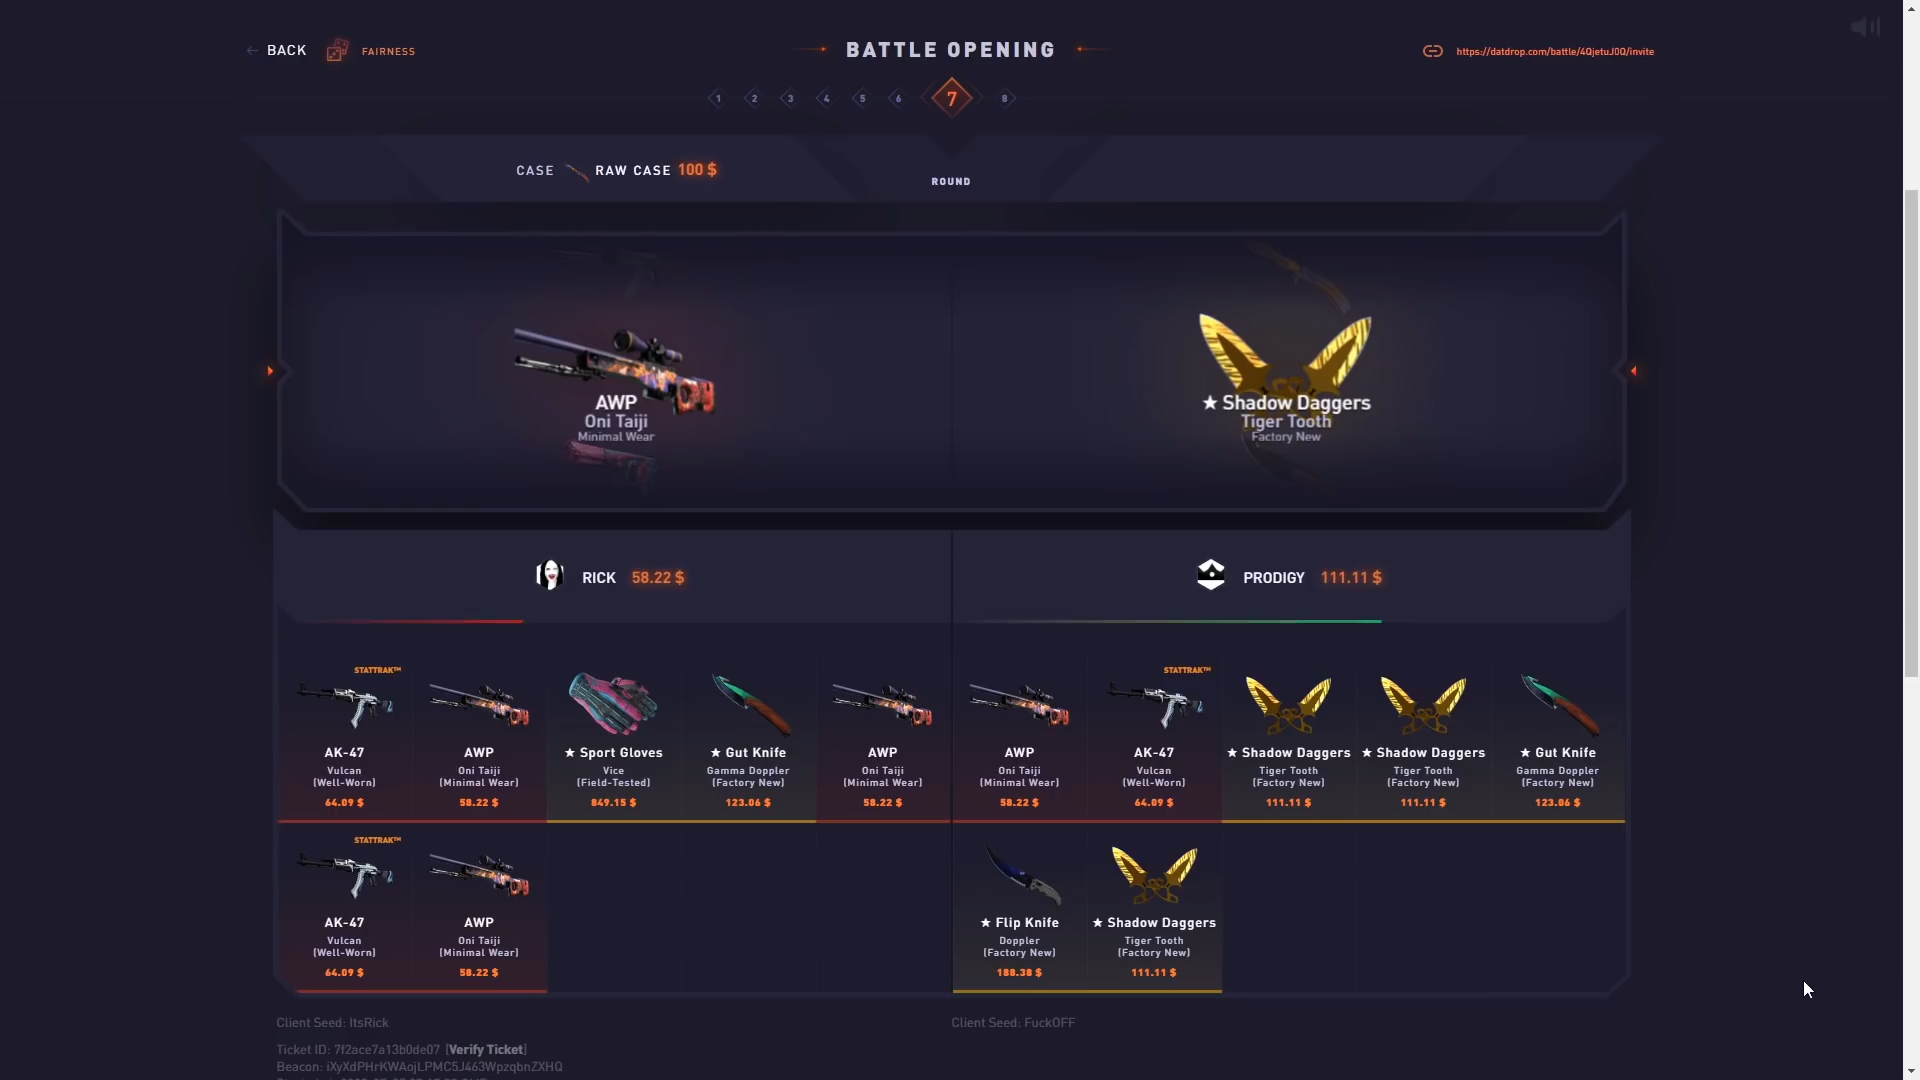 BACK
FAIRNESS
BATTLE OPENING
https://datdrop.com/battle/4QjetuJ0Q/invite
1 2 3 4 5 6 7 8
CASE RAW CASE 100 $
ROUND
AWP
Oni Taiji
Minimal Wear
★ Shadow Daggers
Tiger Tooth
Factory New
RICK 58.22 $
PRODIGY 111.11 $
STATTRAK™
AK-47
Vulcan
(Well-Worn)
64.09 $
AWP
Oni Taiji
(Minimal Wear)
58.22 $
★ Sport Gloves
Vice
(Field-Tested)
849.15 $
★ Gut Knife
Gamma Doppler
(Factory New)
123.06 $
AWP
Oni Taiji
(Minimal Wear)
58.22 $
AWP
Oni Taiji
(Minimal Wear)
58.22 $
STATTRAK™
AK-47
Vulcan
(Well-Worn)
64.09 $
★ Shadow Daggers
Tiger Tooth
(Factory New)
111.11 $
★ Shadow Daggers
Tiger Tooth
(Factory New)
111.11 $
★ Gut Knife
Gamma Doppler
(Factory New)
123.06 $
STATTRAK™
AK-47
Vulcan
(Well-Worn)
64.09 $
AWP
Oni Taiji
(Minimal Wear)
58.22 $
★ Flip Knife
Doppler
(Factory New)
188.38 $
★ Shadow Daggers
Tiger Tooth
(Factory New)
111.11 $
Client Seed: ItsRick
Client Seed: FuckOFF
Ticket ID: 7f2ace7a13b0de07 [Verify Ticket]
Beacon: iXyXdPHrKWAojLPMC5J463WpzqbnZXHQ